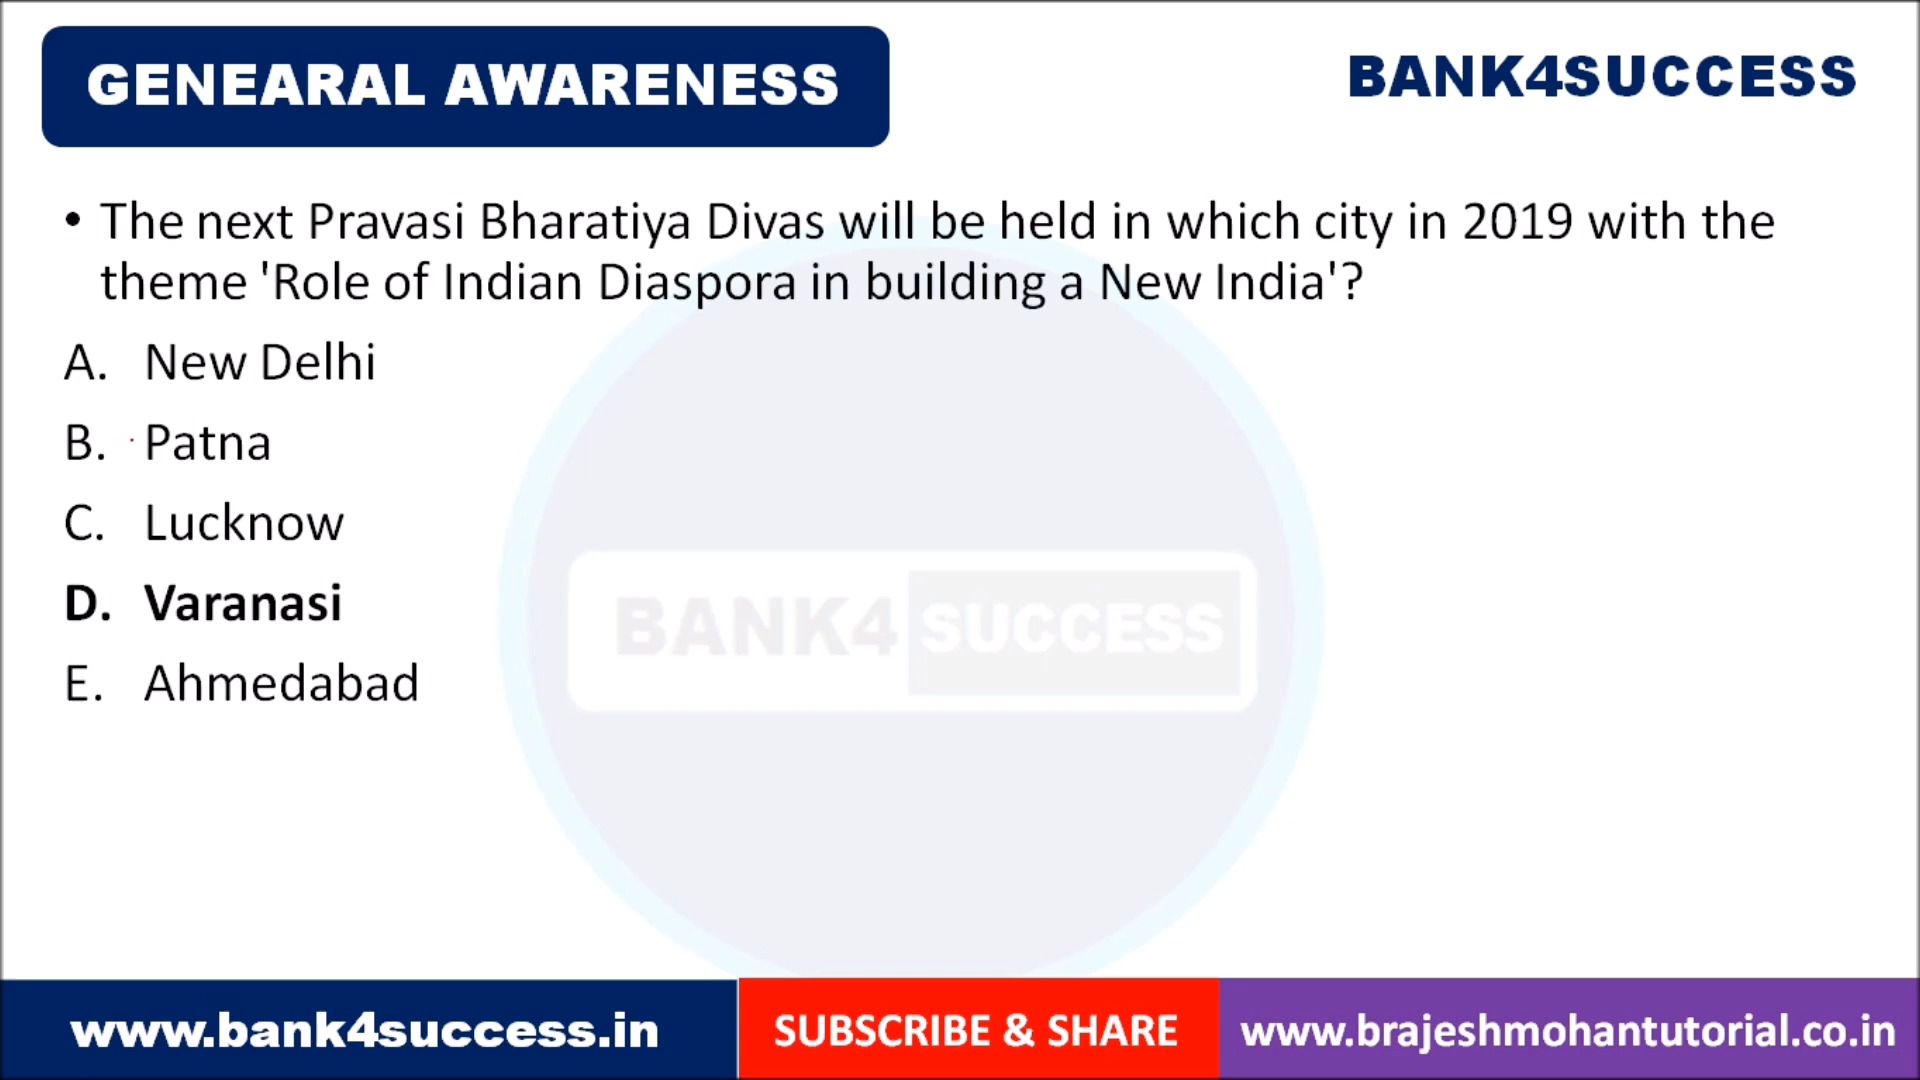 GENEARAL AWARENESS
BANK4SUCCESS
• The next Pravasi Bharatiya Divas will be held in which city in 2019 with the
theme 'Role of Indian Diaspora in building a New India'?
A. New Delhi
B. Patna
C. Lucknow
D. Varanasi
E. Ahmedabad
BANK4 SUCCESS
www.bank4success.in
SUBSCRIBE & SHARE
www.brajeshmohantutorial.co.in